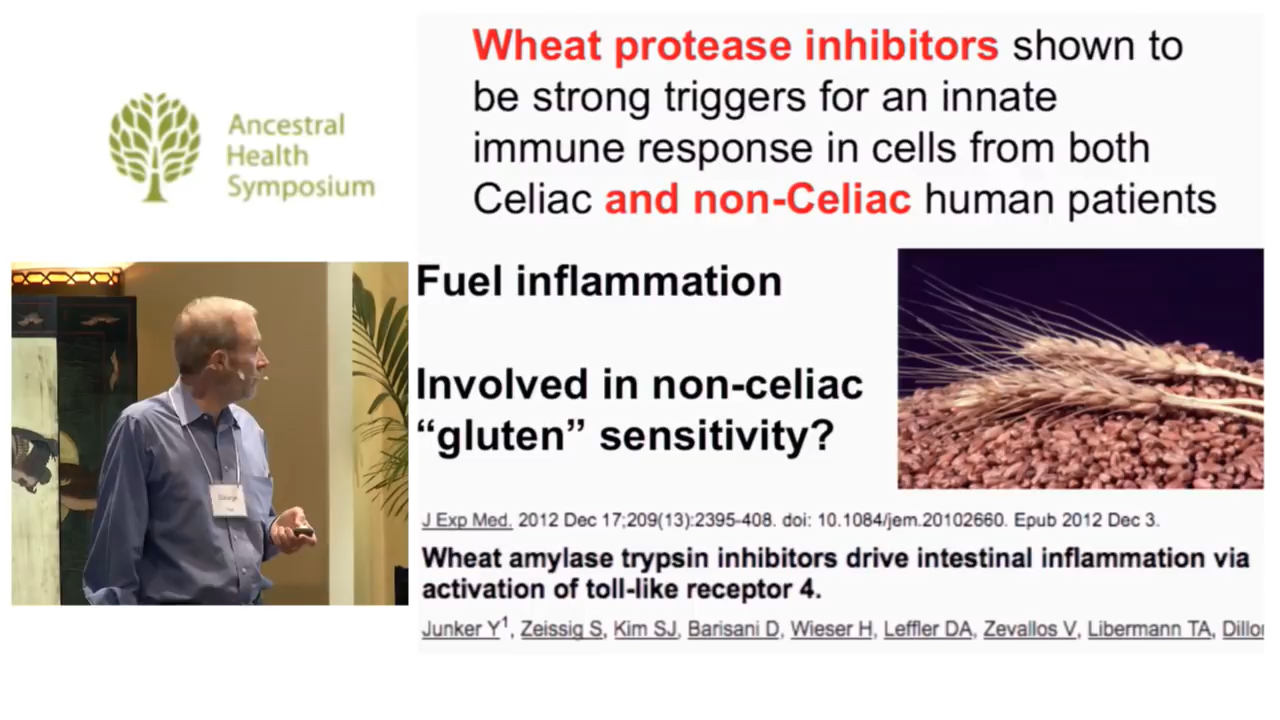 Ancestral
Health
Symposium
Wheat protease inhibitors shown to
be strong triggers for an innate
immune response in cells from both
Celiac and non-Celiac human patients
Fuel inflammation
Involved in non-celiac
“gluten” sensitivity?
J Exp Med. 2012 Dec 17;209(13):2395-408. doi: 10.1084/jem.20102660. Epub 2012 Dec 3.
Wheat amylase trypsin inhibitors drive intestinal inflammation via
activation of toll-like receptor 4.
Junker Y1, Zeissig S, Kim SJ, Barisani D, Wieser H, Leffler DA, Zevallos V, Libermann TA,